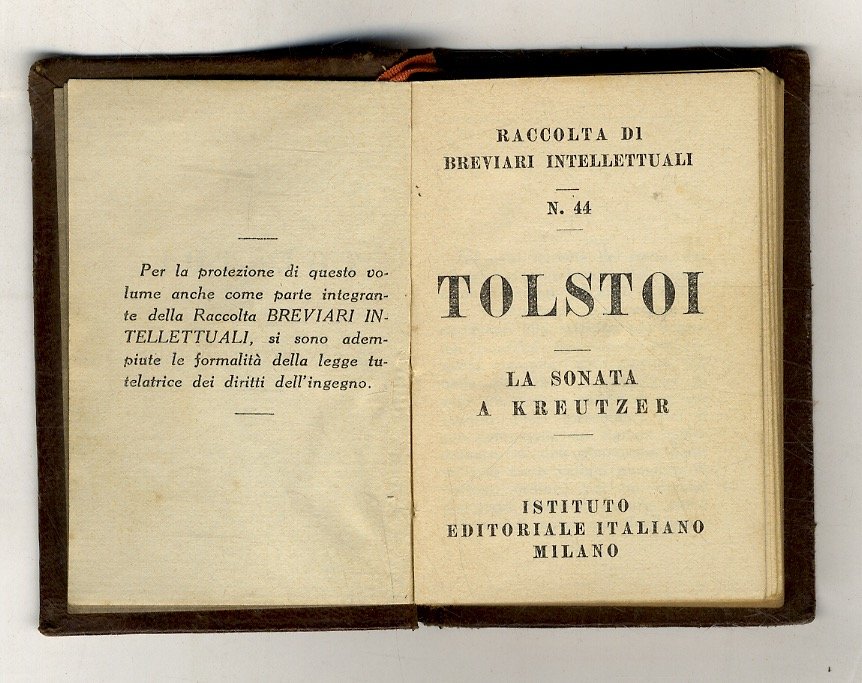 Per la protezione di questo vo-
lume anche come parte integran-
te della Raccolta BREVIARI IN-
TELLETTUALI, si sono adem-
piute le formalità della legge tu-
telatrice dei diritti dell'ingegno.
RACCOLTA DI
BREVIARI INTELLETTUALI
N. 44
TOLSTOI
LA SONATA
A KREUTZER
ISTITUTO
EDITORIALE ITALIANO
MILANO